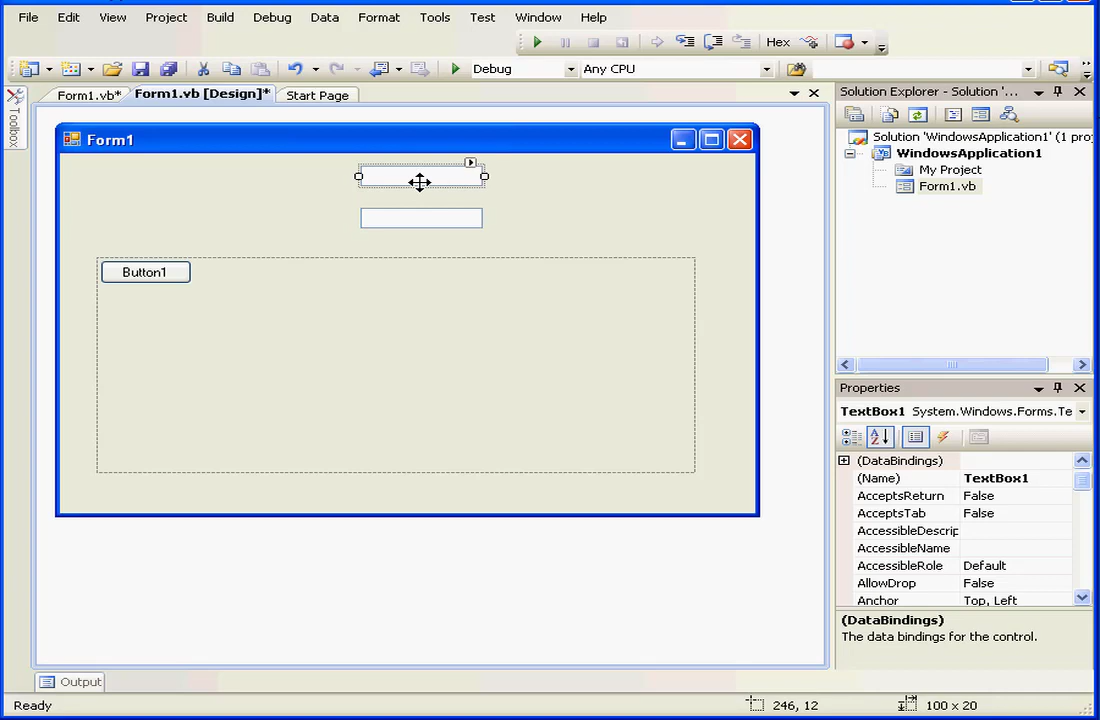 File Edit View Project Build Debug Data Format Tools Test Window Help
Hex
Debug Any CPU
Toolbox
Form1.vb* Form1.vb [Design]* Start Page
Form1
Button1
Solution Explorer - Solution '...
Solution 'WindowsApplication1' (1 proj
WindowsApplication1
My Project
Form1.vb
Properties
TextBox1 System.Windows.Forms.Te
(DataBindings)
(Name) TextBox1
AcceptsReturn False
AcceptsTab False
AccessibleDescrip
AccessibleName
AccessibleRole Default
AllowDrop False
Anchor Top, Left
(DataBindings)
The data bindings for the control.
Output
Ready 246, 12 100 x 20